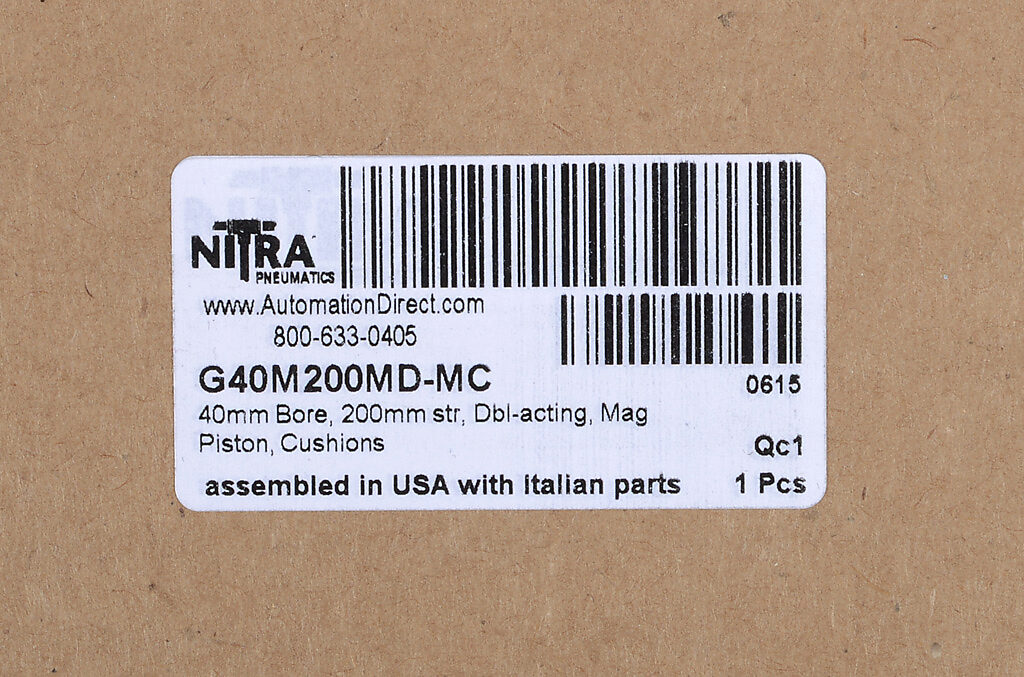 NITRA
PNEUMATICS
www.AutomationDirect.com
800-633-0405
G40M200MD-MC
0615
40mm Bore, 200mm str, Dbl-acting, Mag
Piston, Cushions
Qc1
assembled in USA with Italian parts
1 Pcs